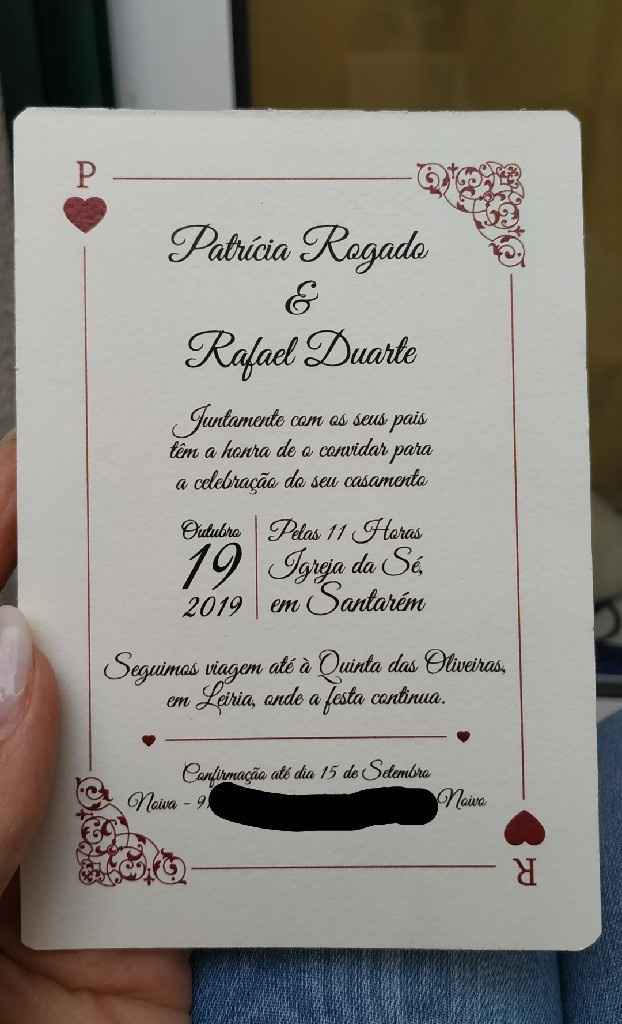 P
Patrícia Rogado
&
Rafael Duarte
Juntamente com os seus pais
têm a honra de o convidar para
a celebração do seu casamento
Outubro
19
2019
Pelas 11 Horas
Igreja da Sé,
em Santarém
Seguimos viagem até à Quinta das Oliveiras,
em Leiria, onde a festa continua.
Confirmação até dia 15 de Setembro
Noiva - 9 Noivo
R